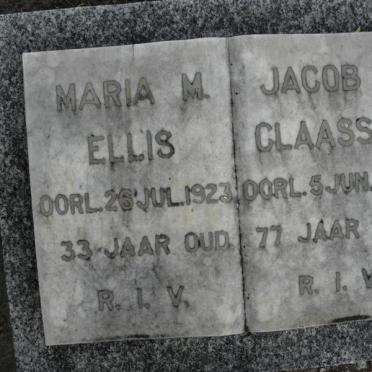 MARIA M.
ELLIS
OORL. 26 JUL. 1923.
33 JAAR OUD.
R. I. V.
JACOB
CLAASS
OORL. 5 JUN.
77 JAAR
R. I. V